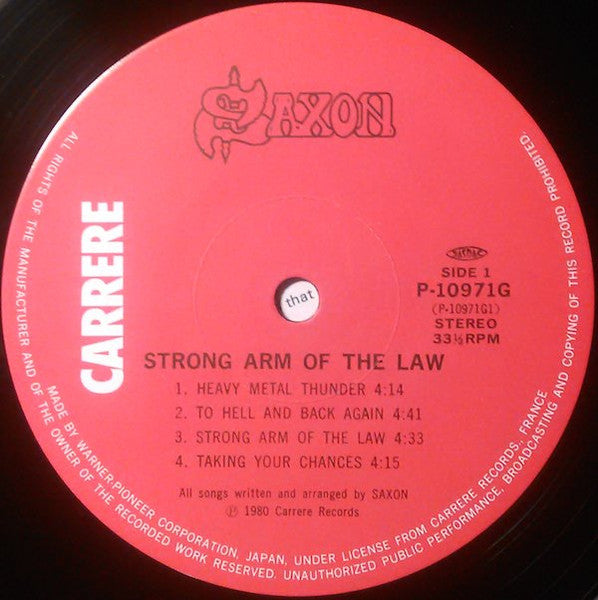 SAXON
CARRERE
JASRAC
SIDE 1
P-10971G
(P-10971G1)
STEREO
33⅓RPM
that
STRONG ARM OF THE LAW
1. HEAVY METAL THUNDER 4:14
2. TO HELL AND BACK AGAIN 4:41
3. STRONG ARM OF THE LAW 4:33
4. TAKING YOUR CHANCES 4:15
All songs written and arranged by SAXON
Ⓟ 1980 Carrere Records
ALL RIGHTS OF THE MANUFACTURER AND OF THE OWNER OF THE RECORDED WORK RESERVED. UNAUTHORIZED PUBLIC PERFORMANCE, BROADCASTING AND COPYING OF THIS RECORD PROHIBITED.
MADE BY WARNER-PIONEER CORPORATION, JAPAN, UNDER LICENSE FROM CARRERE RECORDS., FRANCE